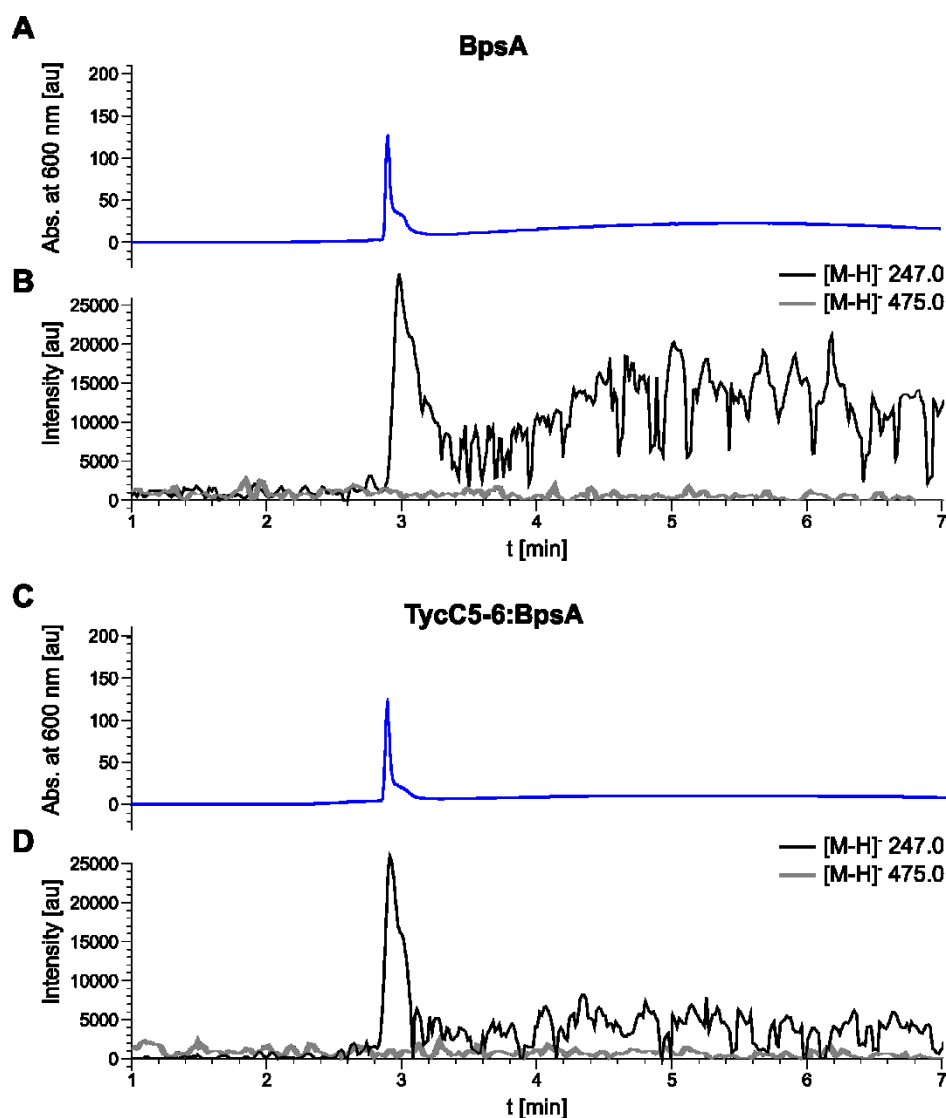 A
BpsA
Abs. at 600 nm [au]
200
150
100
50
0
B
[M-H]⁻ 247.0
[M-H]⁻ 475.0
Intensity [au]
25000
20000
15000
10000
5000
0
1 2 3 4 5 6 7
t [min]
C
TycC5-6:BpsA
Abs. at 600 nm [au]
200
150
100
50
0
D
[M-H]⁻ 247.0
[M-H]⁻ 475.0
Intensity [au]
25000
20000
15000
10000
5000
0
1 2 3 4 5 6 7
t [min]